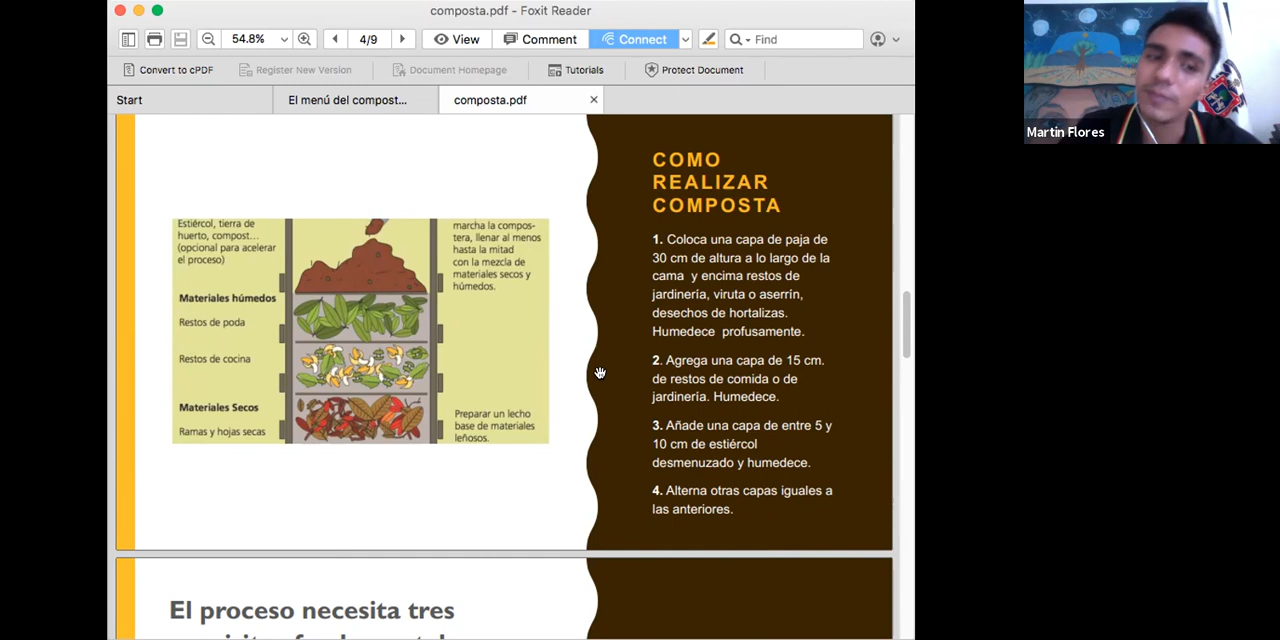 composta.pdf - Foxit Reader
54.8%
4/9
View
Comment
Connect
Find
Convert to cPDF
Register New Version
Document Homepage
Tutorials
Protect Document
Start
El menú del compost...
composta.pdf
Martin Flores
Estiércol, tierra de
huerto, compost...
(opcional para acelerar
el proceso)
Materiales húmedos
Restos de poda
Restos de cocina
Materiales Secos
Ramas y hojas secas
marcha la compos-
tera, llenar al menos
hasta la mitad
con la mezcla de
materiales secos y
húmedos.
Preparar un lecho
base de materiales
leñosos.
COMO
REALIZAR
COMPOSTA
1. Coloca una capa de paja de
30 cm de altura a lo largo de la
cama y encima restos de
jardinería, viruta o aserrín,
desechos de hortalizas.
Humedece profusamente.
2. Agrega una capa de 15 cm.
de restos de comida o de
jardinería. Humedece.
3. Añade una capa de entre 5 y
10 cm de estiércol
desmenuzado y humedece.
4. Alterna otras capas iguales a
las anteriores.
El proceso necesita tres